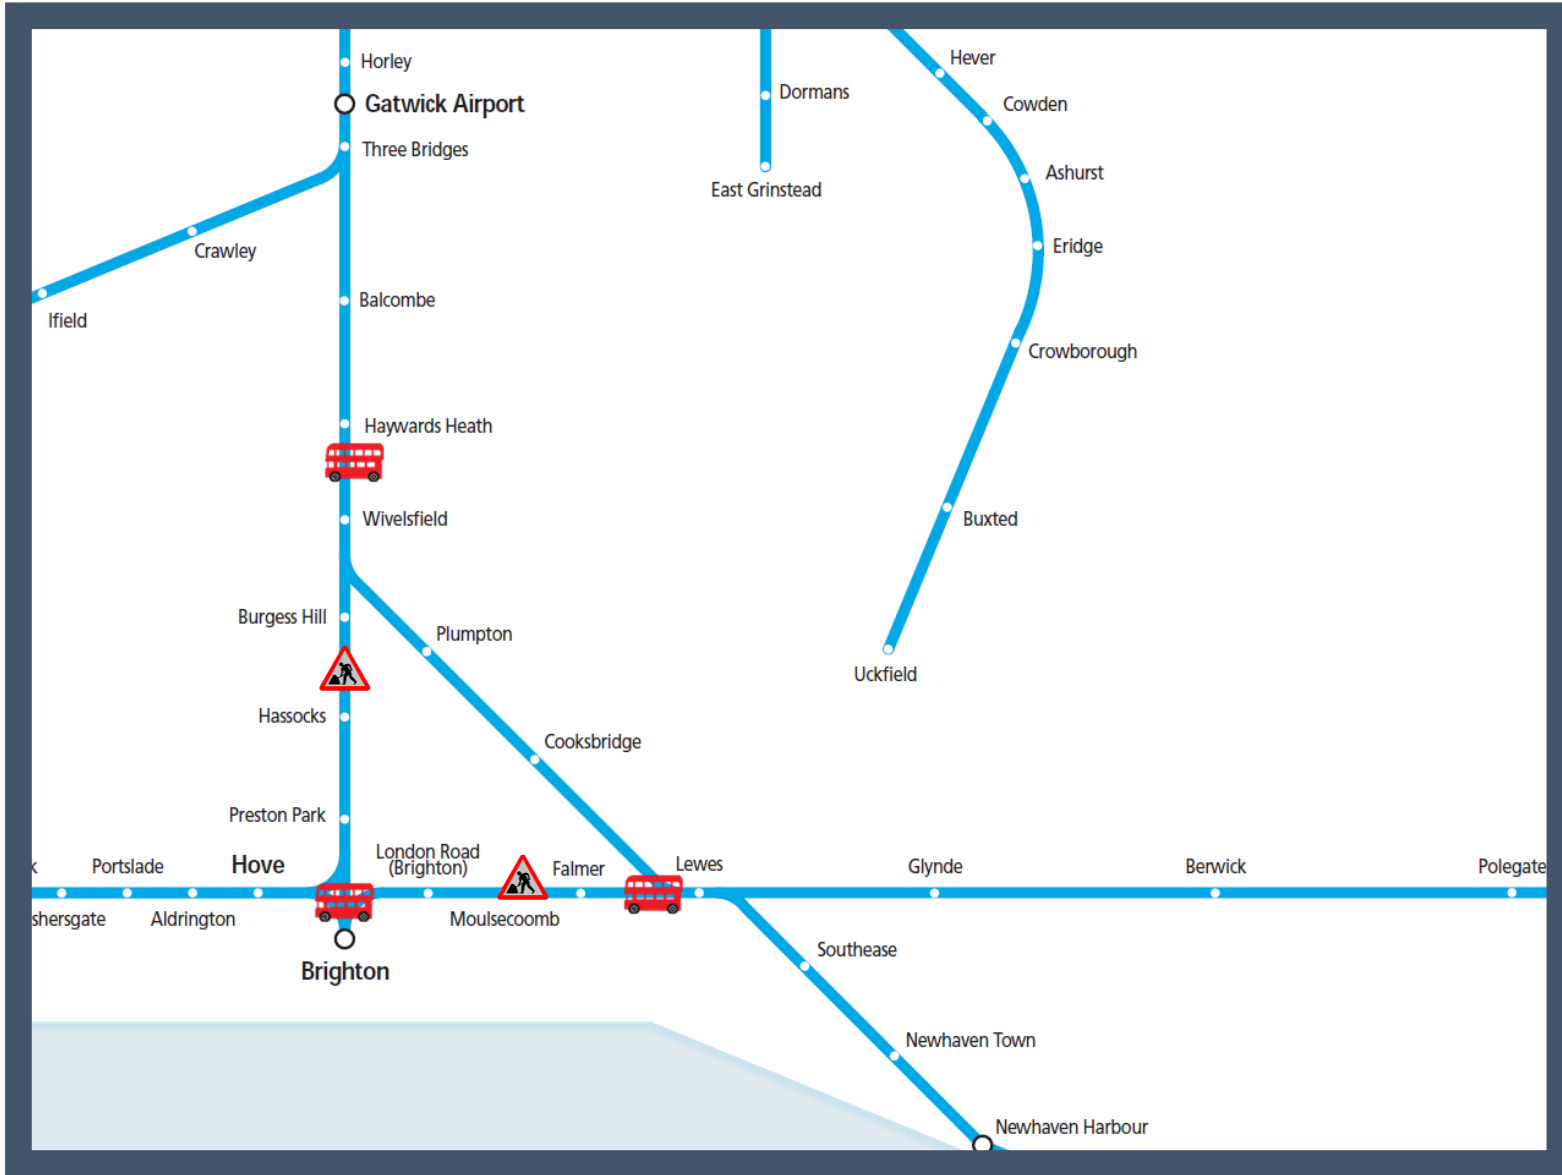 Horley
Gatwick Airport
Three Bridges
Crawley
Ifield
Balcombe
Haywards Heath
Wivelsfield
Burgess Hill
Hassocks
Preston Park
Dormans
East Grinstead
Hever
Cowden
Ashurst
Eridge
Crowborough
Buxted
Uckfield
Plumpton
Cooksbridge
k
Portslade
Hove
London Road
(Brighton)
Falmer
Lewes
Glynde
Berwick
Polegate
shersgate
Aldrington
Moulsecoomb
Brighton
Southease
Newhaven Town
Newhaven Harbour